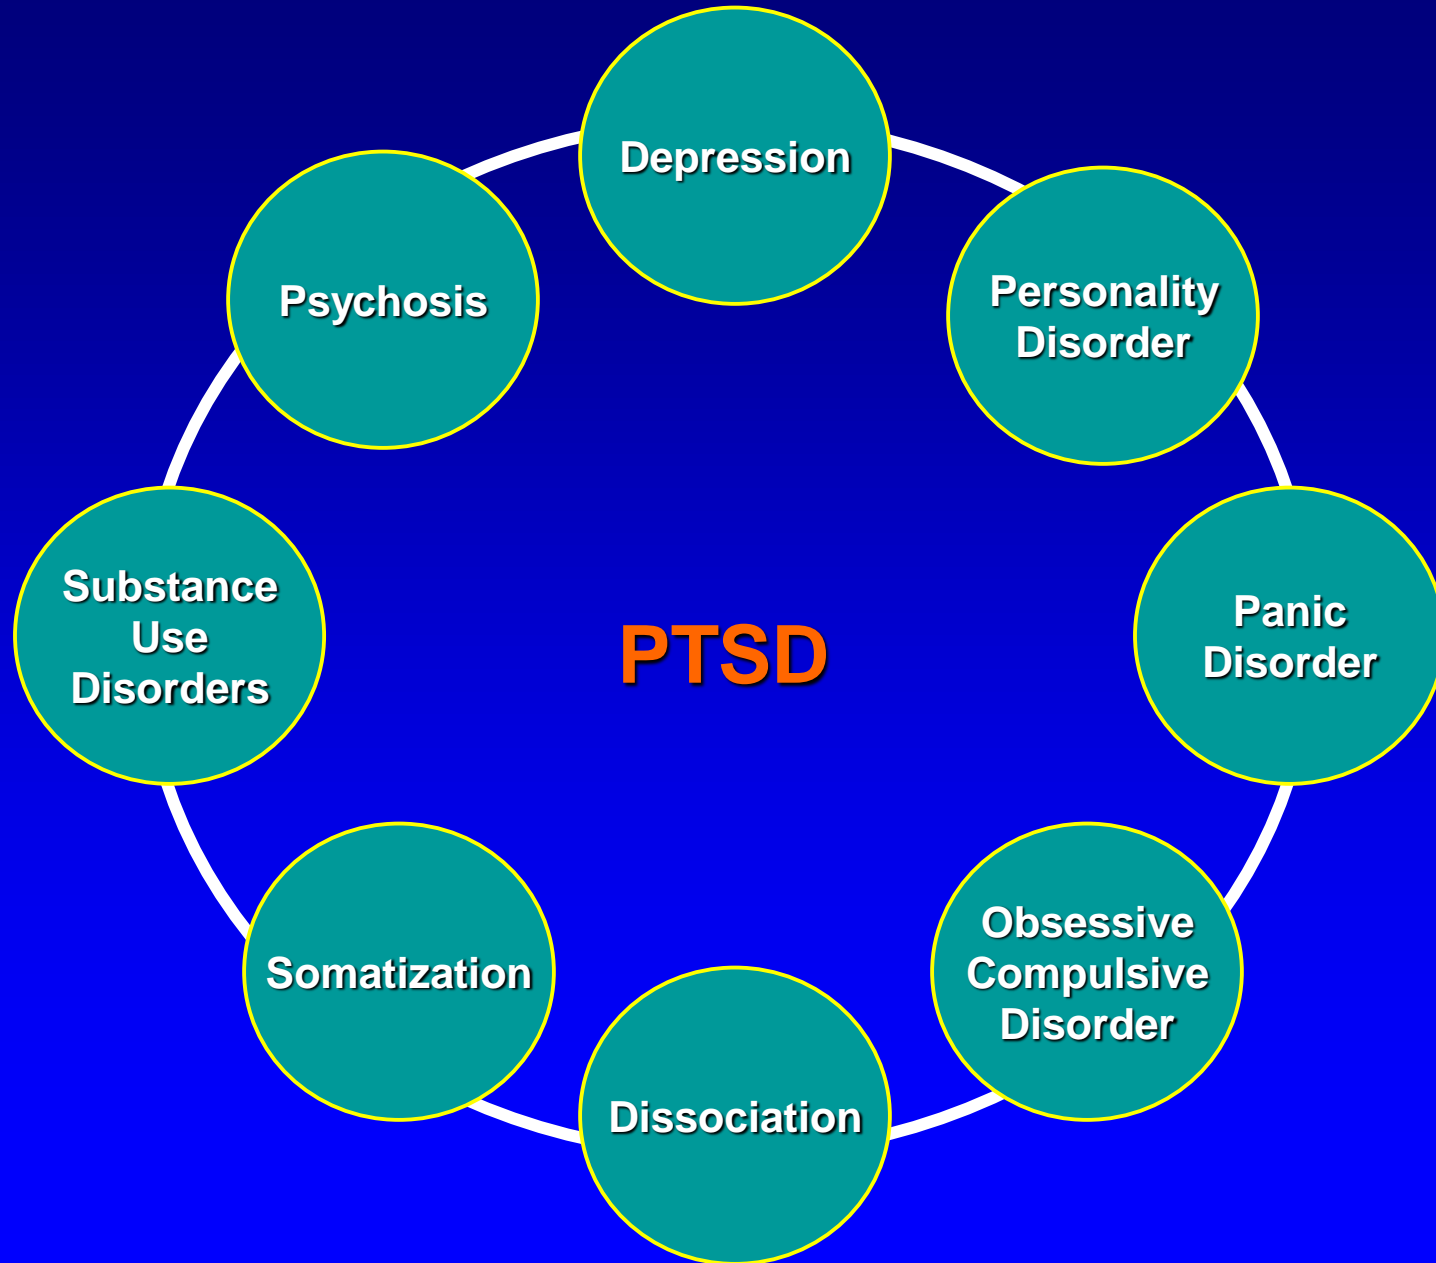 Depression
Personality
Disorder
Psychosis
Panic
Disorder
Substance
Use
Disorders
PTSD
Obsessive
Compulsive
Disorder
Somatization
Dissociation